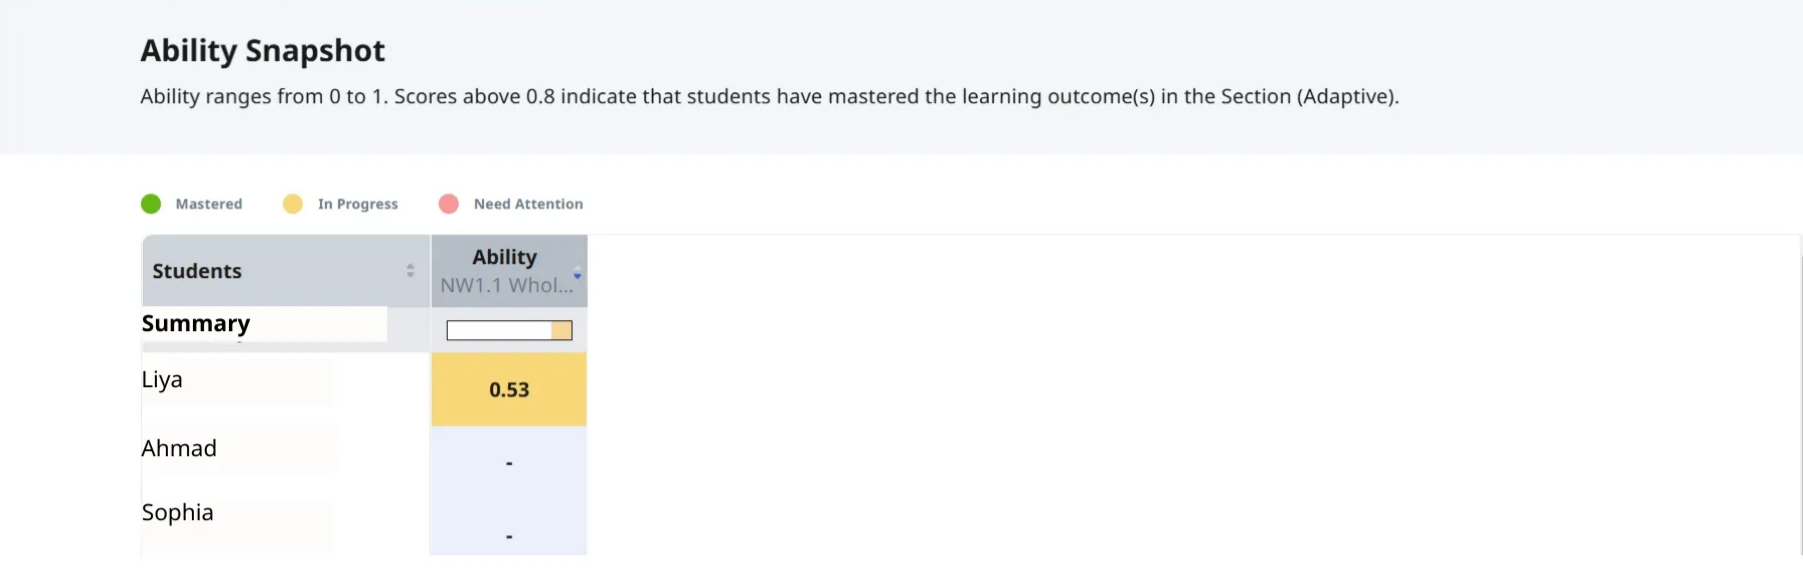 Ability Snapshot
Ability ranges from 0 to 1. Scores above 0.8 indicate that students have mastered the learning outcome(s) in the Section (Adaptive).
Mastered In Progress Need Attention
Students Ability
NW1.1 Whol...
Summary
Liya 0.53
Ahmad -
Sophia -